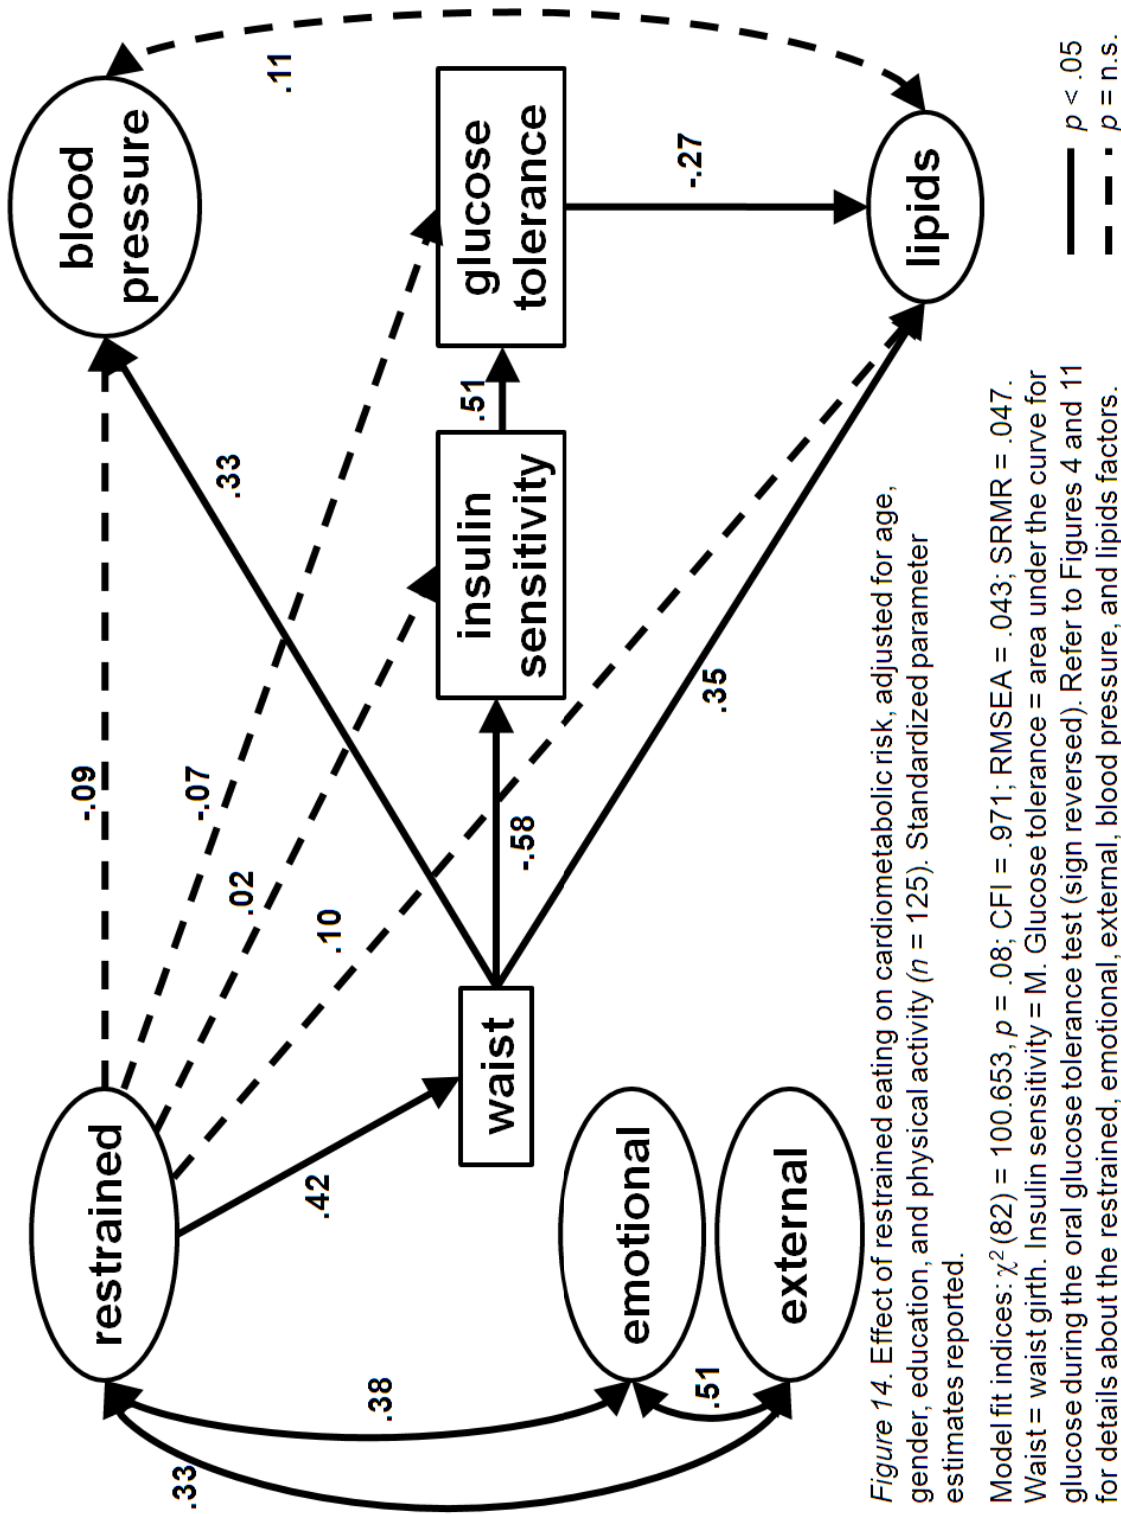 restrained
emotional
external
waist
insulin
sensitivity
glucose
tolerance
blood
pressure
lipids
.33
.38
.51
.42
-.09
-.07
.02
.10
-.58
.33
.35
.51
-.27
.11
p < .05
p = n.s.
Figure 14. Effect of restrained eating on cardiometabolic risk, adjusted for age,
gender, education, and physical activity (n = 125). Standardized parameter
estimates reported.
Model fit indices: χ² (82) = 100.653, p = .08; CFI = .971; RMSEA = .043; SRMR = .047.
Waist = waist girth. Insulin sensitivity = M. Glucose tolerance = area under the curve for
glucose during the oral glucose tolerance test (sign reversed). Refer to Figures 4 and 11
for details about the restrained, emotional, external, blood pressure, and lipids factors.